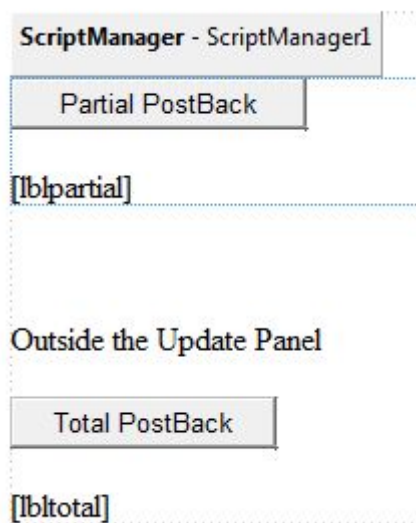 ScriptManager - ScriptManager1
Partial PostBack
[lblpartial]
Outside the Update Panel
Total PostBack
[lbltotal]